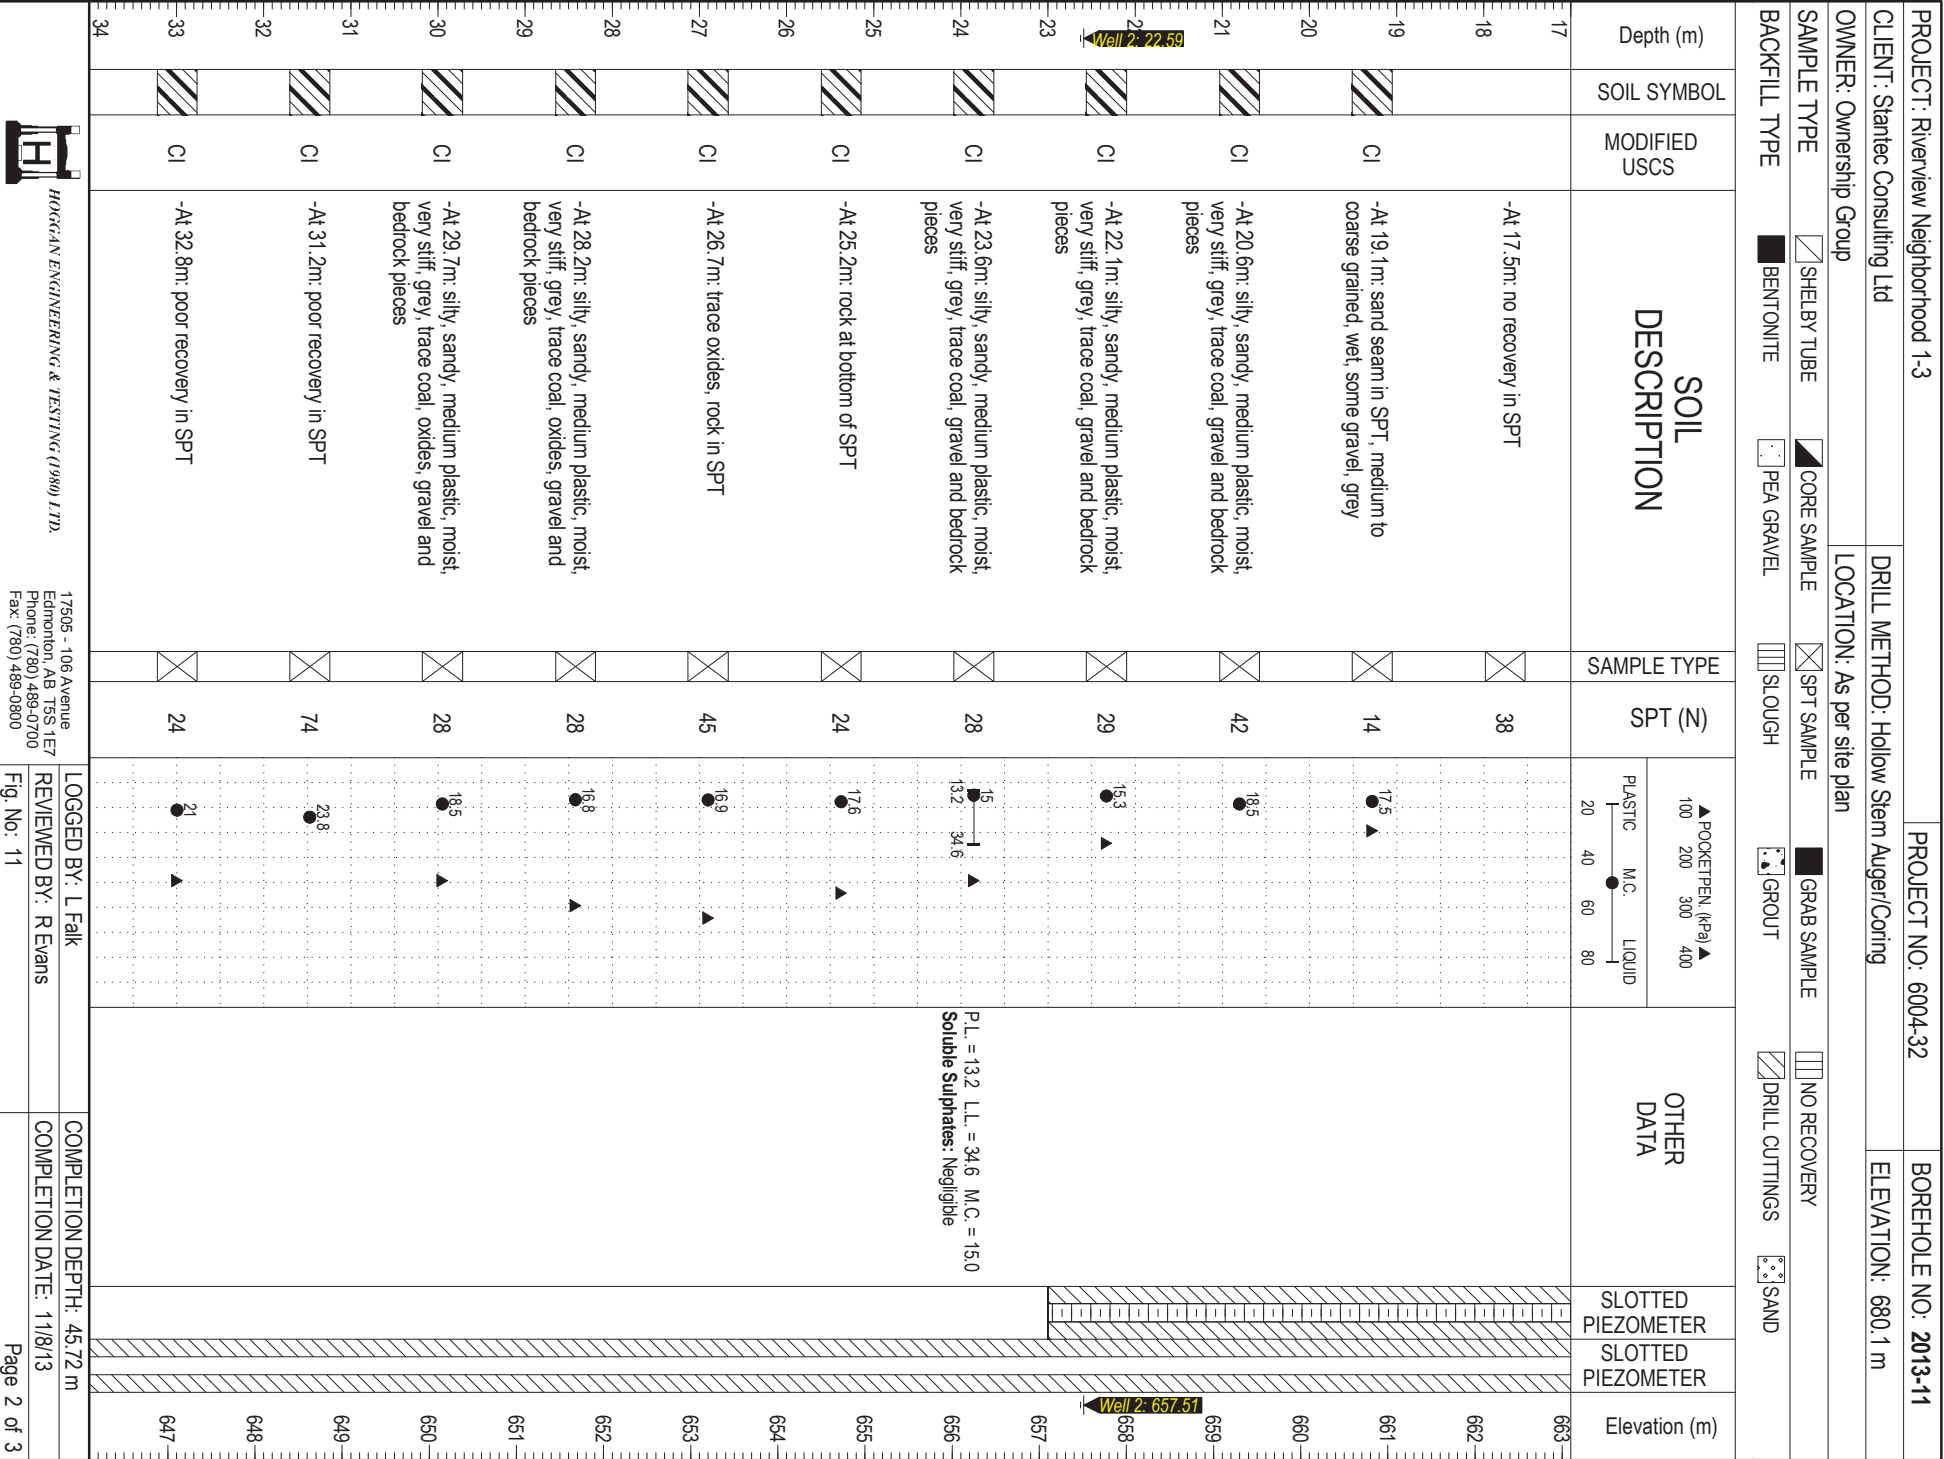 PROJECT: Riverview Neighborhood 1-3
PROJECT NO: 6004-32
BOREHOLE NO: 2013-11
CLIENT: Stantec Consulting Ltd
DRILL METHOD: Hollow Stem Auger/Coring
ELEVATION: 680.1 m
OWNER: Ownership Group
LOCATION: As per site plan
SAMPLE TYPE
SHELBY TUBE
CORE SAMPLE
SPT SAMPLE
GRAB SAMPLE
NO RECOVERY
BACKFILL TYPE
BENTONITE
PEA GRAVEL
SLOUGH
GROUT
DRILL CUTTINGS
SAND
Depth (m)
SOIL SYMBOL
MODIFIED
USCS
SOIL
DESCRIPTION
SAMPLE TYPE
SPT (N)
▲ POCKET PEN. (kPa) ▲
100 200 300 400
PLASTIC M.C. LIQUID
20 40 60 80
OTHER
DATA
SLOTTED
PIEZOMETER
SLOTTED
PIEZOMETER
Elevation (m)
17
663
-At 17.5m: no recovery in SPT
38
18
662
CI
-At 19.1m: sand seam in SPT, medium to
coarse grained, wet, some gravel, grey
14
17.5
19
661
20
660
CI
-At 20.6m: silty, sandy, medium plastic, moist,
very stiff, grey, trace coal, gravel and bedrock
pieces
42
18.5
21
659
22
658
CI
-At 22.1m: silty, sandy, medium plastic, moist,
very stiff, grey, trace coal, gravel and bedrock
pieces
29
15.3
Well 2: 22.59
Well 2: 657.51
23
657
CI
-At 23.6m: silty, sandy, medium plastic, moist,
very stiff, grey, trace coal, gravel and bedrock
pieces
28
15
13.2 34.6
P.L. = 13.2 L.L. = 34.6 M.C. = 15.0
Soluble Sulphates: Negligible
24
656
25
655
CI
-At 25.2m: rock at bottom of SPT
24
17.6
26
654
CI
-At 26.7m: trace oxides, rock in SPT
45
16.9
27
653
28
652
CI
-At 28.2m: silty, sandy, medium plastic, moist,
very stiff, grey, trace coal, oxides, gravel and
bedrock pieces
28
16.8
29
651
CI
-At 29.7m: silty, sandy, medium plastic, moist,
very stiff, grey, trace coal, oxides, gravel and
bedrock pieces
28
18.5
30
650
31
649
CI
-At 31.2m: poor recovery in SPT
74
23.8
32
648
CI
-At 32.8m: poor recovery in SPT
24
21
33
647
34
H
HOGGAN ENGINEERING & TESTING (1980) LTD.
17505 - 106 Avenue
Edmonton, AB T5S 1E7
Phone: (780) 489-0700
Fax: (780) 489-0800
LOGGED BY: L Falk
COMPLETION DEPTH: 45.72 m
REVIEWED BY: R Evans
COMPLETION DATE: 11/8/13
Fig. No: 11
Page 2 of 3